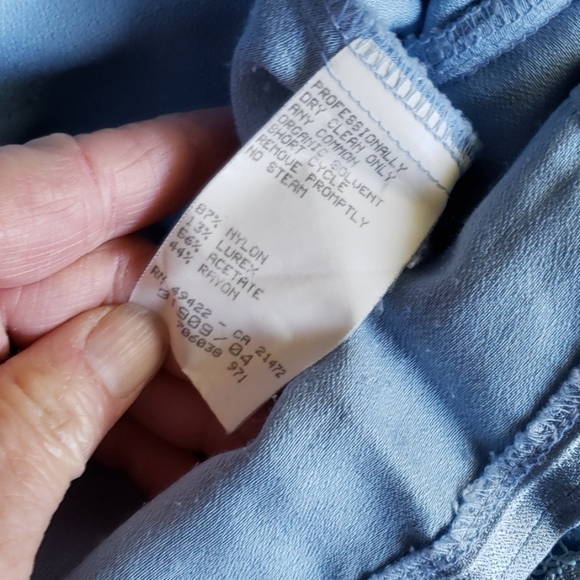 PROFESSIONALLY
DRY CLEAN ONLY
ANY COMMON
ORGANIC SOLVENT
SHORT CYCLE
REMOVE PROMPTLY
NO STEAM
87% NYLON
13% LUREX
56% ACETATE
44% RAYON
RN 49422 - CA 21472
3'909/04
706030 971